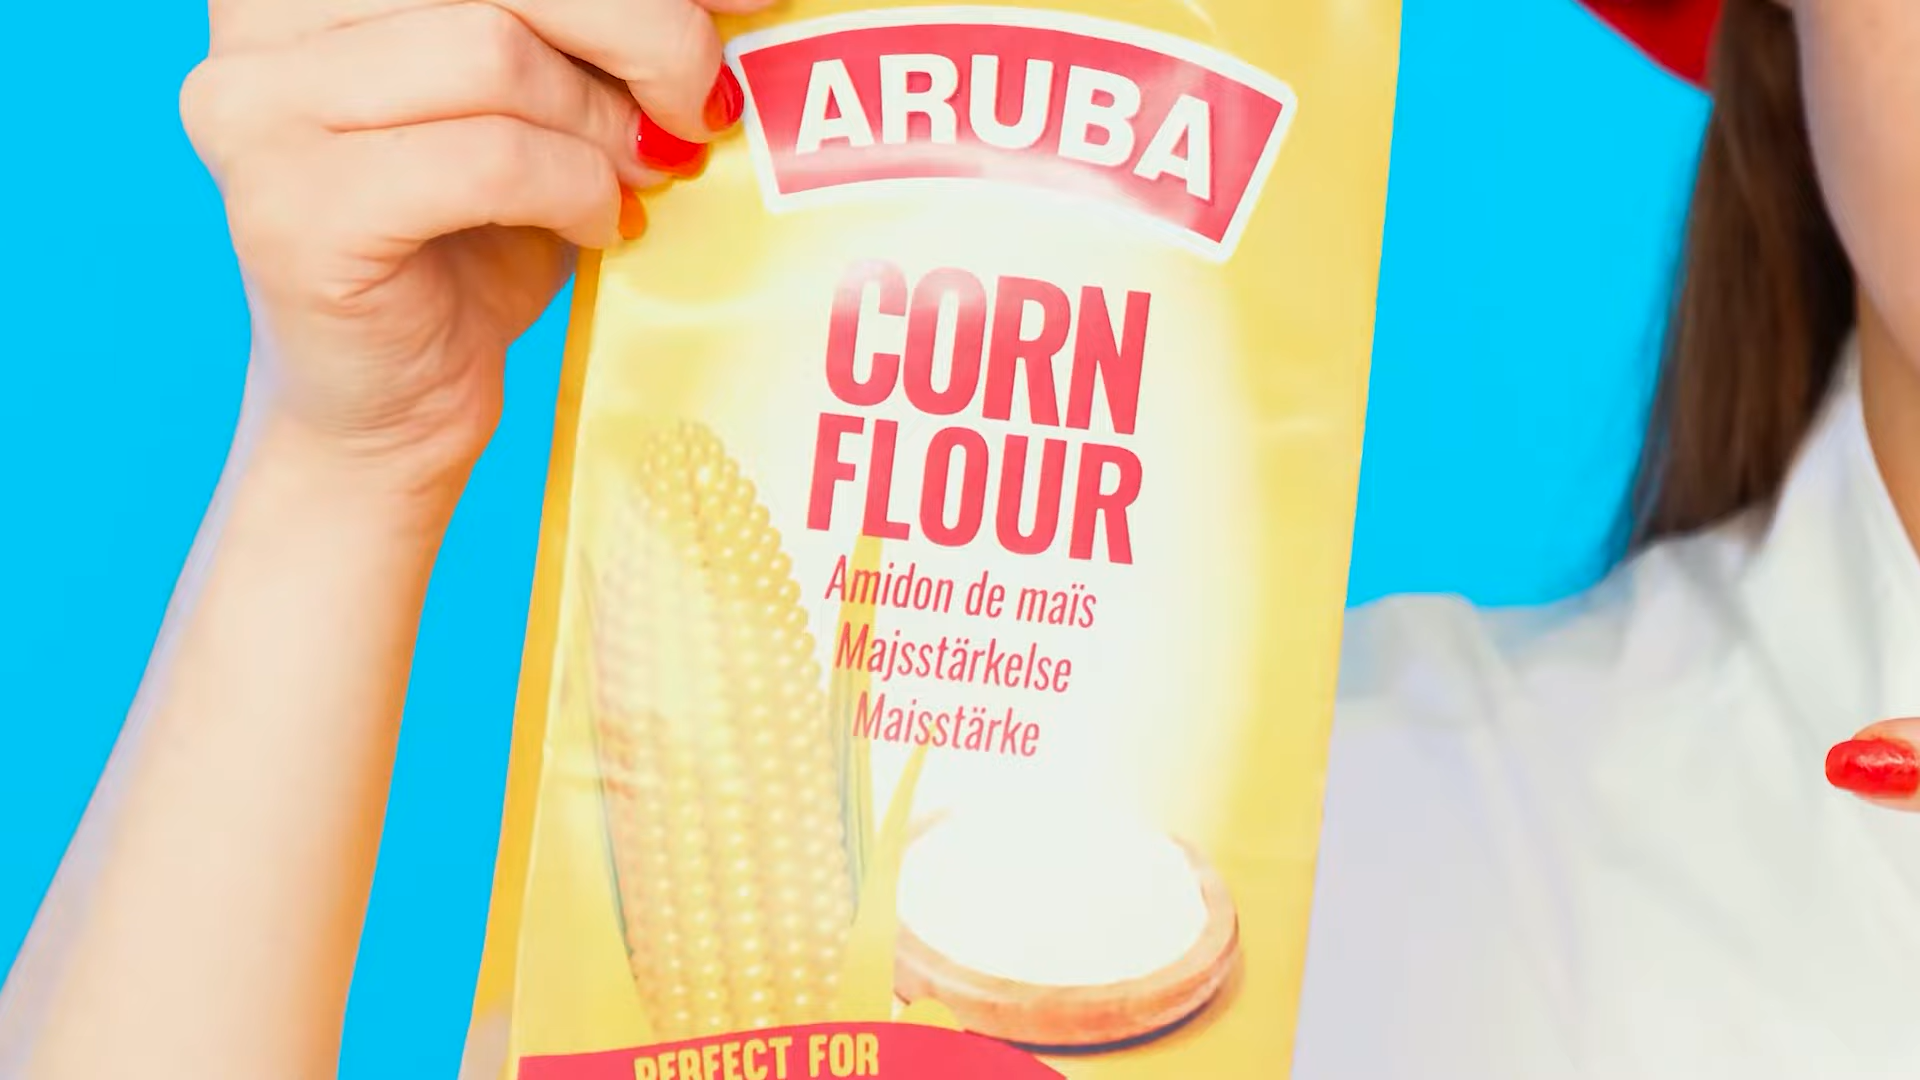 ARUBA
CORN
FLOUR
Amidon de maïs
Majsstärkelse
Maisstärke
PERFECT FOR